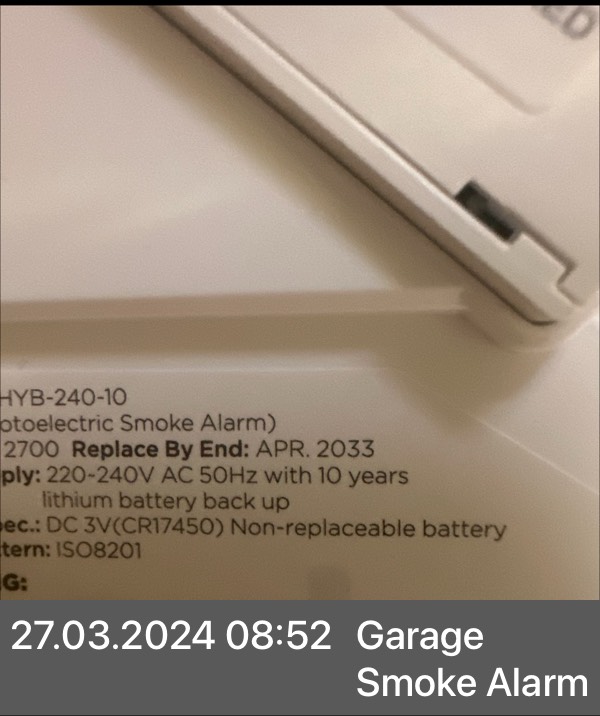 HYB-240-10
otoelectric Smoke Alarm)
2700 Replace By End: APR. 2033
ply: 220~240V AC 50Hz with 10 years
lithium battery back up
ec.: DC 3V(CR17450) Non-replaceable battery
tern: ISO8201
G:
27.03.2024 08:52 Garage
Smoke Alarm